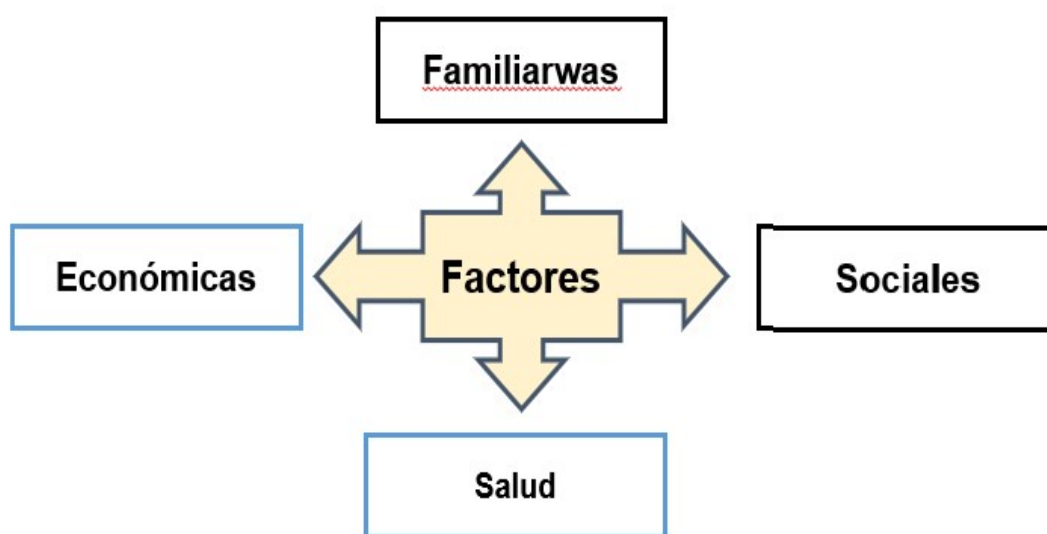 Familiarwas
Económicas
Factores
Sociales
Salud